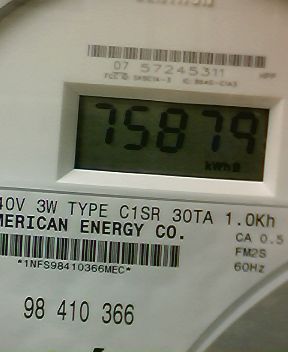 07 57245311 HPP
75879
kWh
40V 3W TYPE C1SR 30TA 1.0Kh
MERICAN ENERGY CO. CA 0.5
FM2S
*1NFS98410366MEC* 60Hz
98 410 366